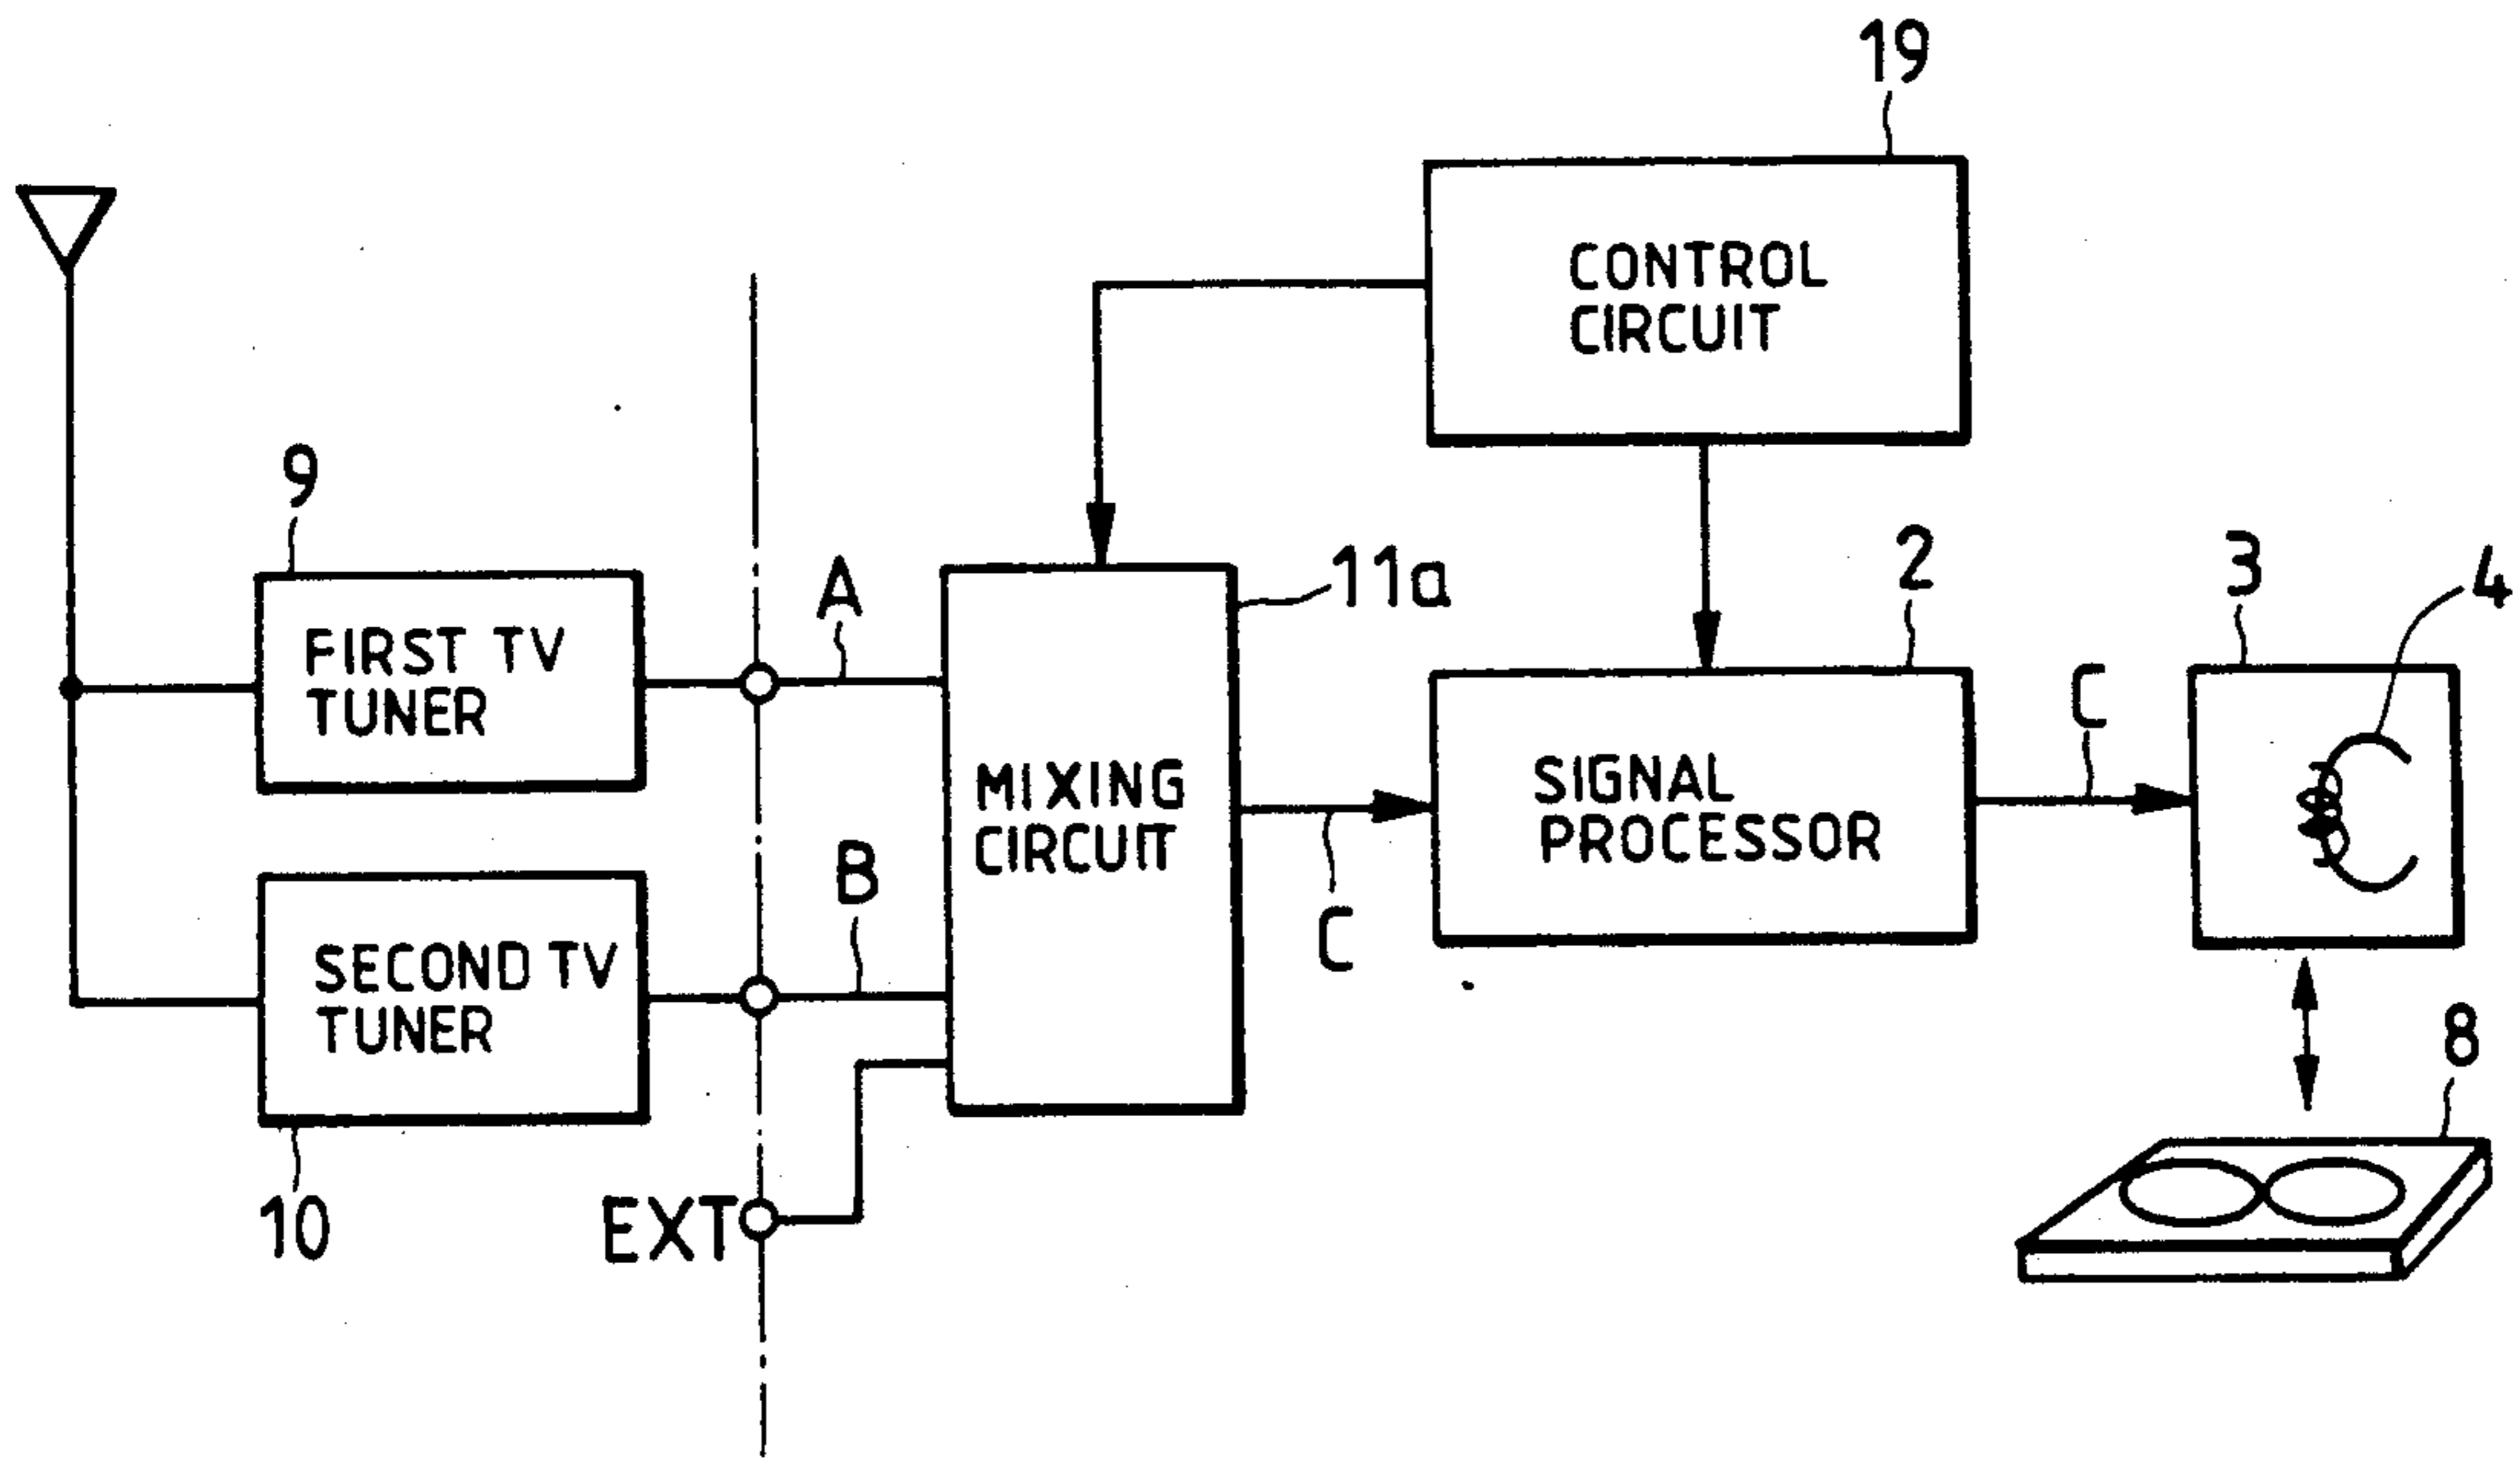 19
CONTROL
CIRCUIT
9
A
11a
2
3
4
FIRST TV
TUNER
C
MIXING
CIRCUIT
SIGNAL
PROCESSOR
B
C
SECOND TV
TUNER
8
10
EXT